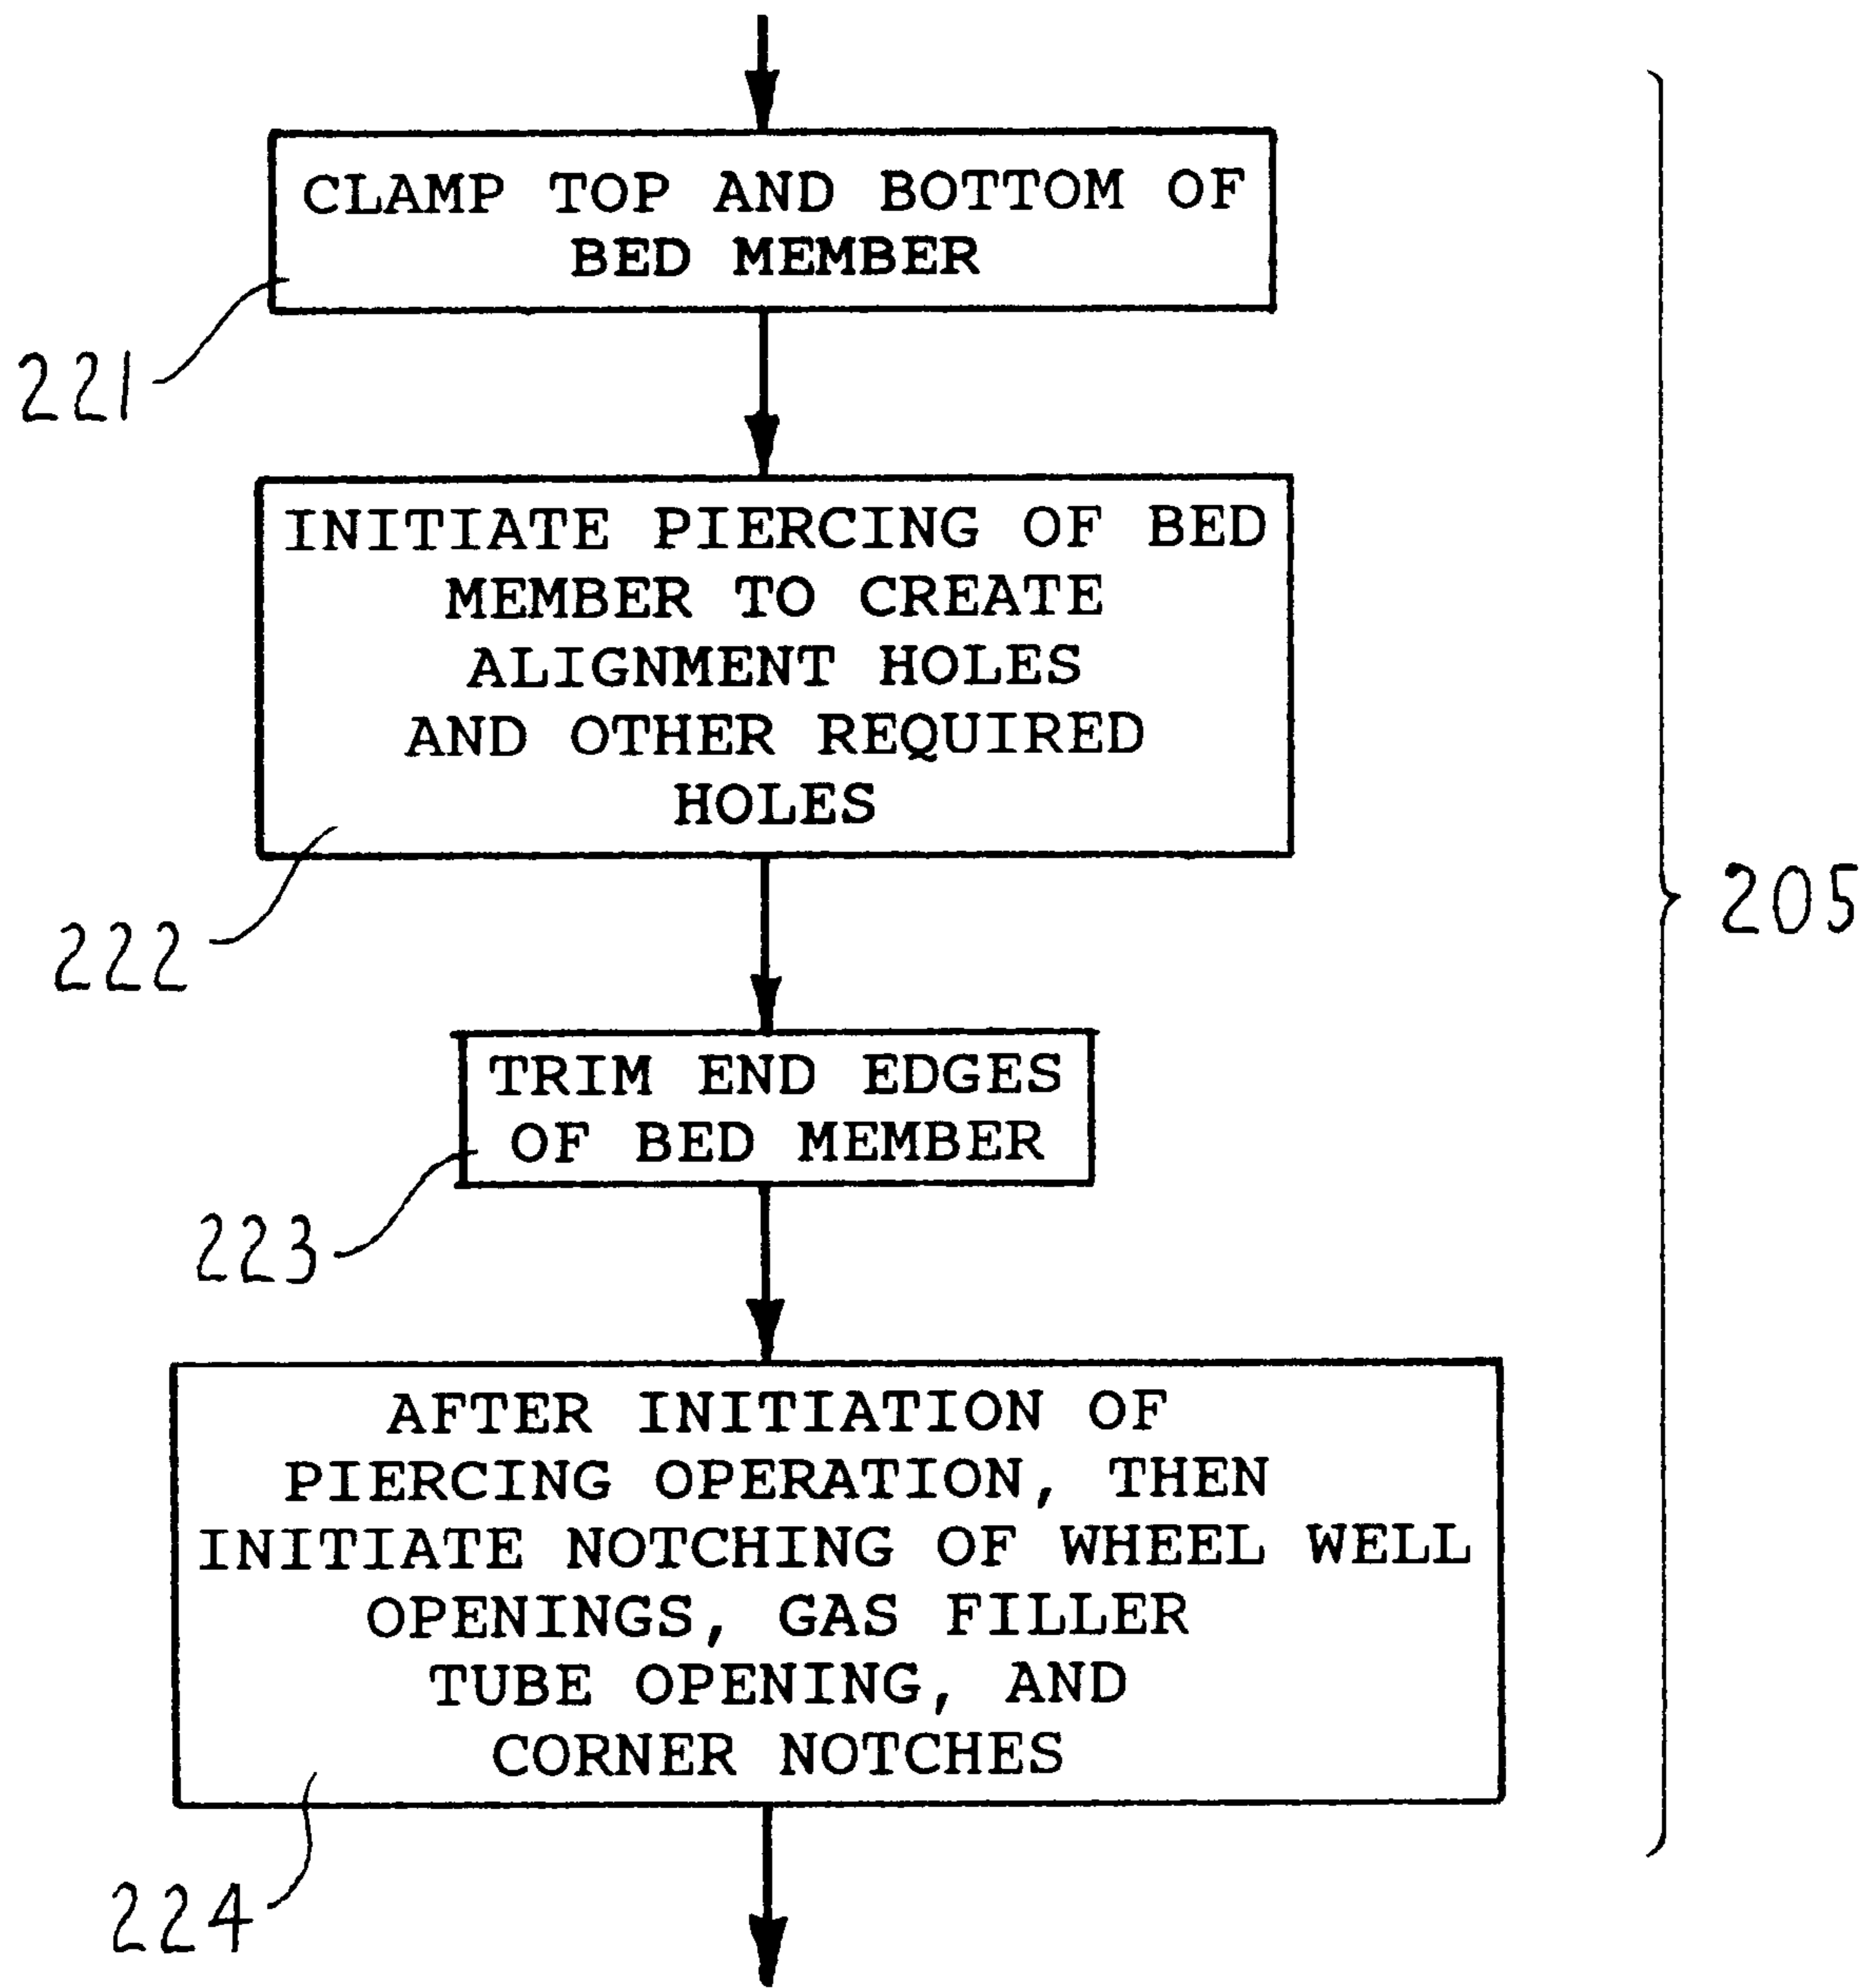 CLAMP TOP AND BOTTOM OF
BED MEMBER
221
INITIATE PIERCING OF BED
MEMBER TO CREATE
ALIGNMENT HOLES
AND OTHER REQUIRED
HOLES
222
205
TRIM END EDGES
OF BED MEMBER
223
AFTER INITIATION OF
PIERCING OPERATION, THEN
INITIATE NOTCHING OF WHEEL WELL
OPENINGS, GAS FILLER
TUBE OPENING, AND
CORNER NOTCHES
224